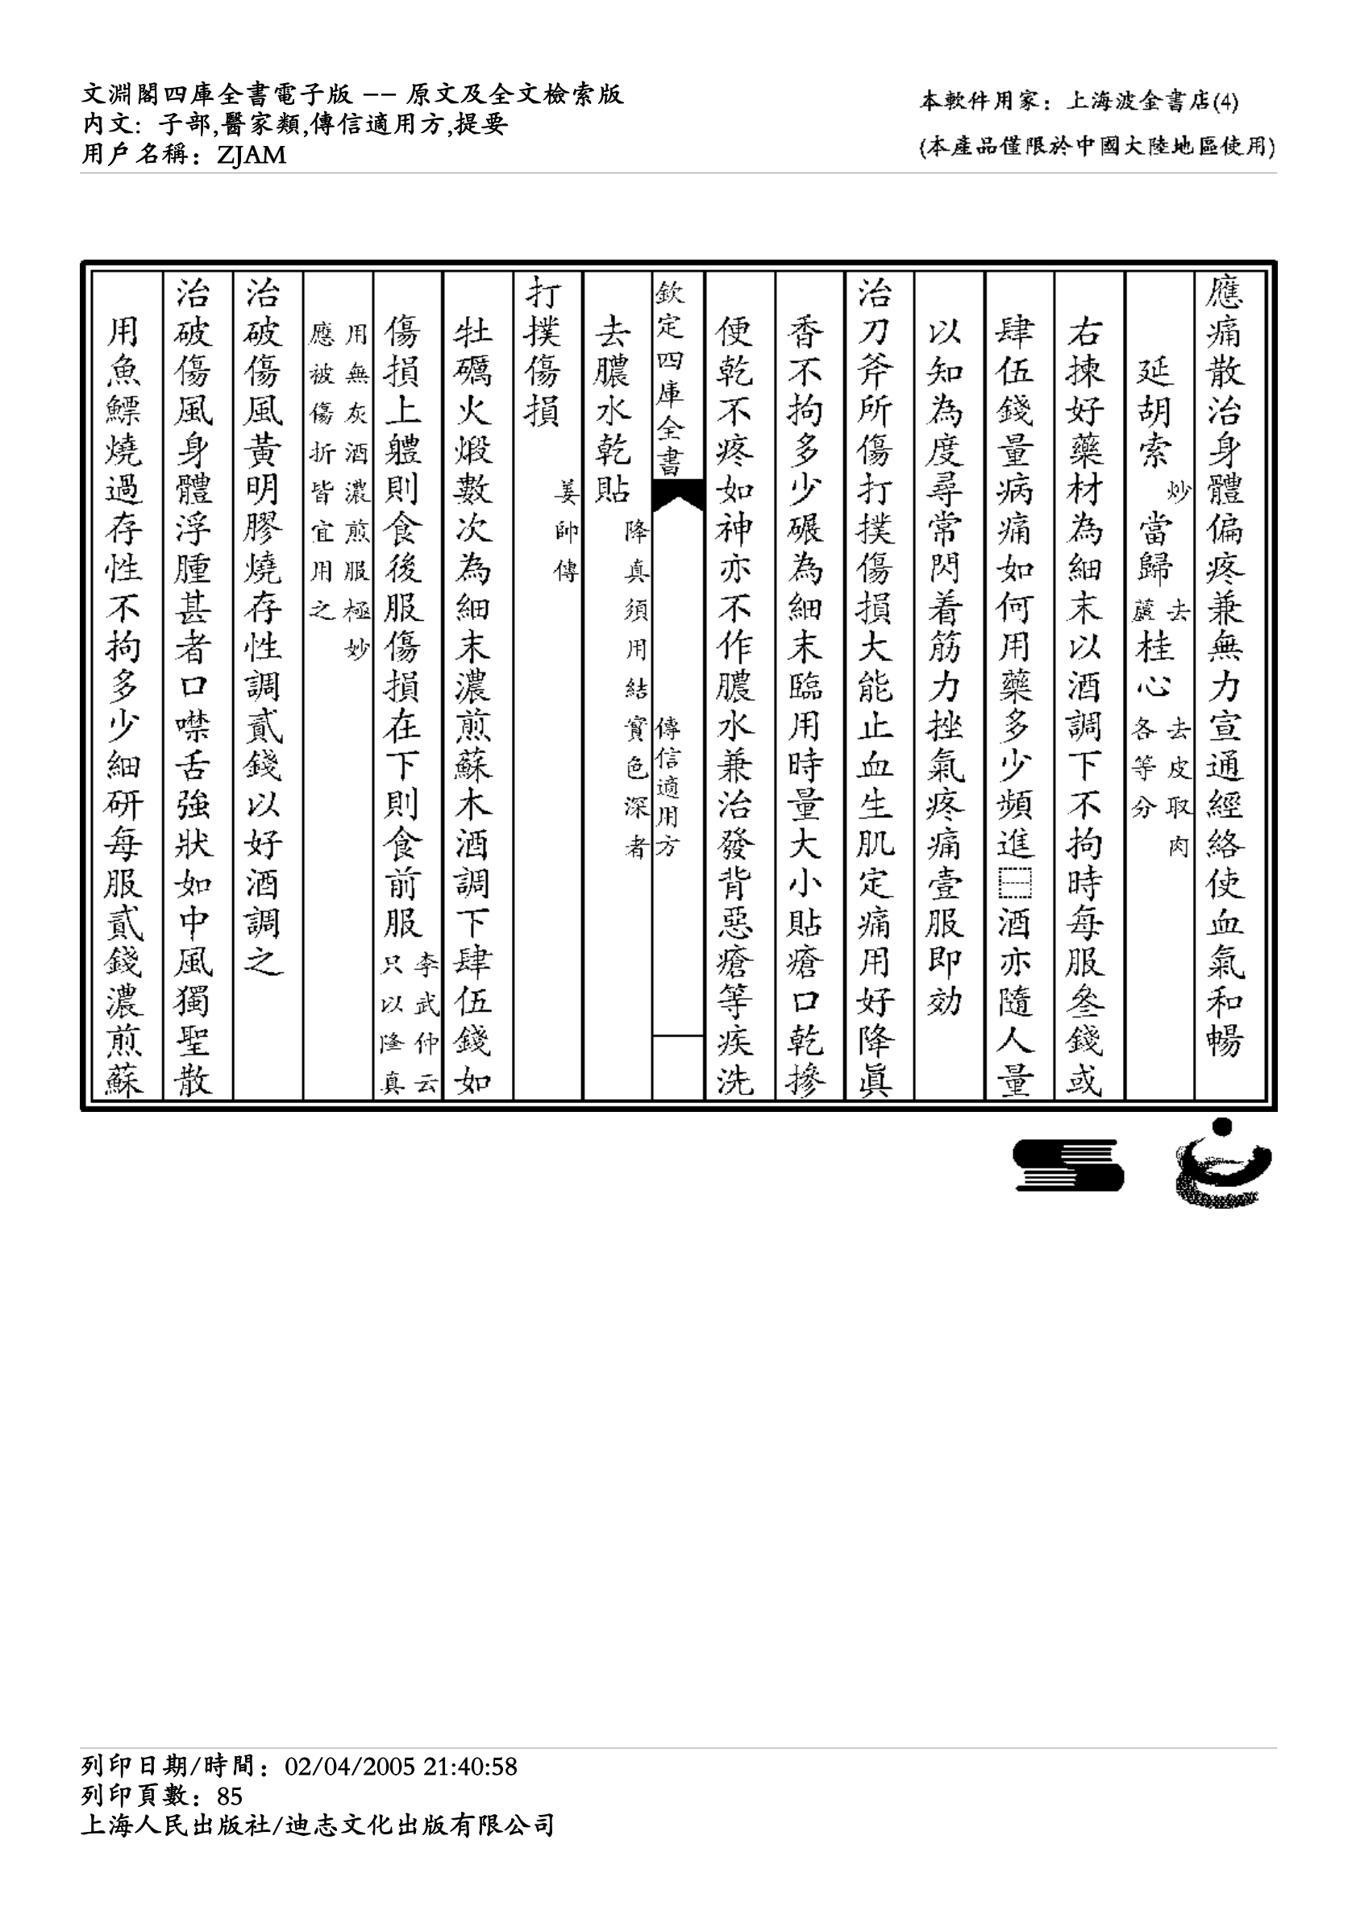 文淵閣四庫全書電子版 -- 原文及全文檢索版
內文: 子部,醫家類,傳信適用方,提要
用戶名稱: ZJAM
本軟件用家: 上海波金書店(4)
(本產品僅限於中國大陸地區使用)
應痛散治身體偏疼兼無力宣通經絡使血氣和暢
延胡索炒當歸去蘆桂心去皮取肉各等分
右揀好藥材為細末以酒調下不拘時每服叄錢或
肆伍錢量病痛如何用藥多少頻進酒亦隨人量
以知為度尋常閃着筋力挫氣疼痛壹服即効
治刀斧所傷打撲傷損大能止血生肌定痛用好降眞
香不拘多少碾為細末臨用時量大小貼瘡口乾摻
便乾不疼如神亦不作膿水兼治發背惡瘡等疾洗
欽定四庫全書
傳信適用方
去膿水乾貼降真須用結實色深者
打撲傷損姜帥傳
牡礪火煅數次為細末濃煎蘇木酒調下肆伍錢如
傷損上軆則食後服傷損在下則食前服李武仲云只以降真
用無灰酒濃煎服極妙應被傷折皆宜用之
治破傷風黃明膠燒存性調貳錢以好酒調之
治破傷風身體浮腫甚者口噤舌強狀如中風獨聖散
用魚鰾燒過存性不拘多少細研每服貳錢濃煎蘇
列印日期/時間: 02/04/2005 21:40:58
列印頁數: 85
上海人民出版社/迪志文化出版有限公司